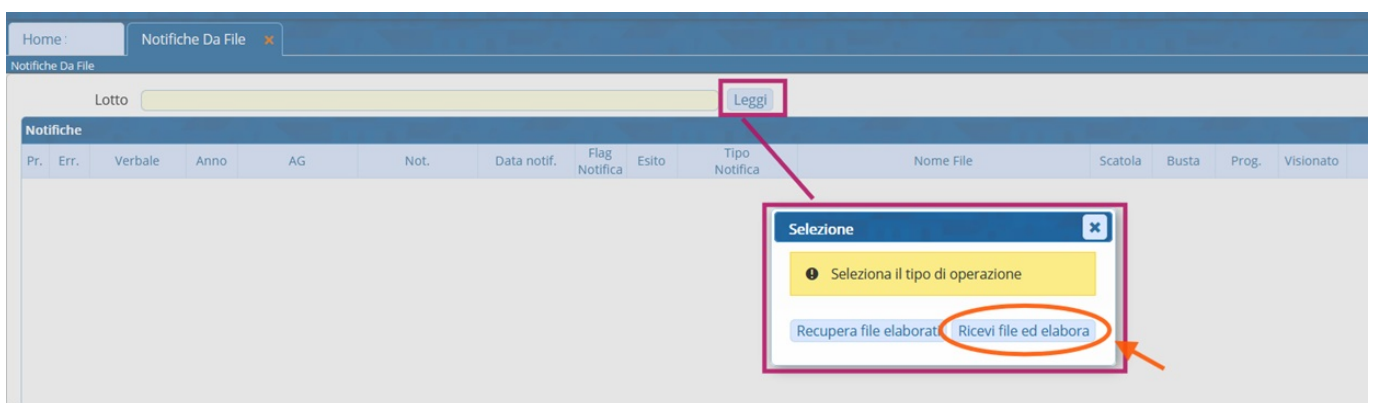 Home :
Notifiche Da File
Notifiche Da File
Lotto Leggi
Notifiche
Pr. Err. Verbale Anno AG Not. Data notif. Flag Notifica Esito Tipo Notifica Nome File Scatola Busta Prog. Visionato
Selezione
Seleziona il tipo di operazione
Recupera file elaborati Ricevi file ed elabora